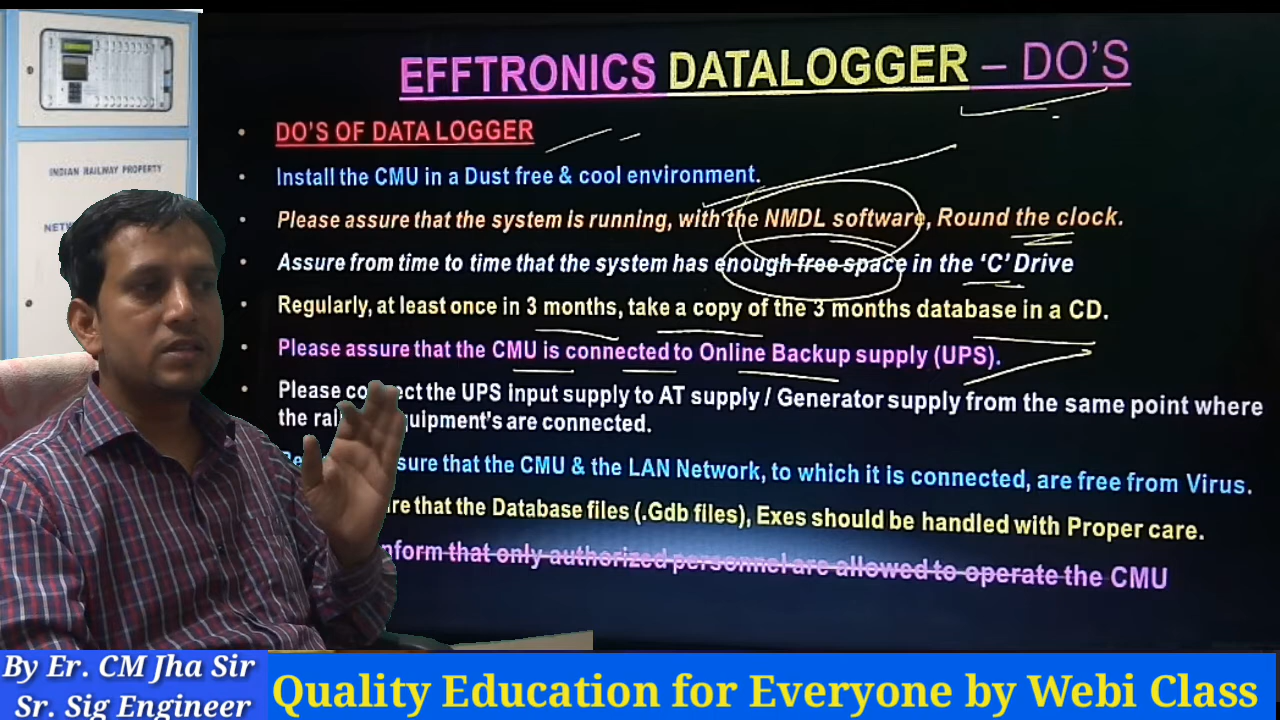 EFFTRONICS DATALOGGER – DO'S
DO'S OF DATA LOGGER
Install the CMU in a Dust free & cool environment.
Please assure that the system is running, with the NMDL software, Round the clock.
Assure from time to time that the system has enough free space in the 'C' Drive
Regularly, at least once in 3 months, take a copy of the 3 months database in a CD.
Please assure that the CMU is connected to Online Backup supply (UPS).
Please connect the UPS input supply to AT supply / Generator supply from the same point where
the equipment's are connected.
sure that the CMU & the LAN Network, to which it is connected, are free from Virus.
that the Database files (.Gdb files), Exes should be handled with Proper care.
inform that only authorized personnel are allowed to operate the CMU
INDIAN RAILWAY PROPERTY
By Er. CM Jha Sir
Sr. Sig Engineer
Quality Education for Everyone by Webi Class